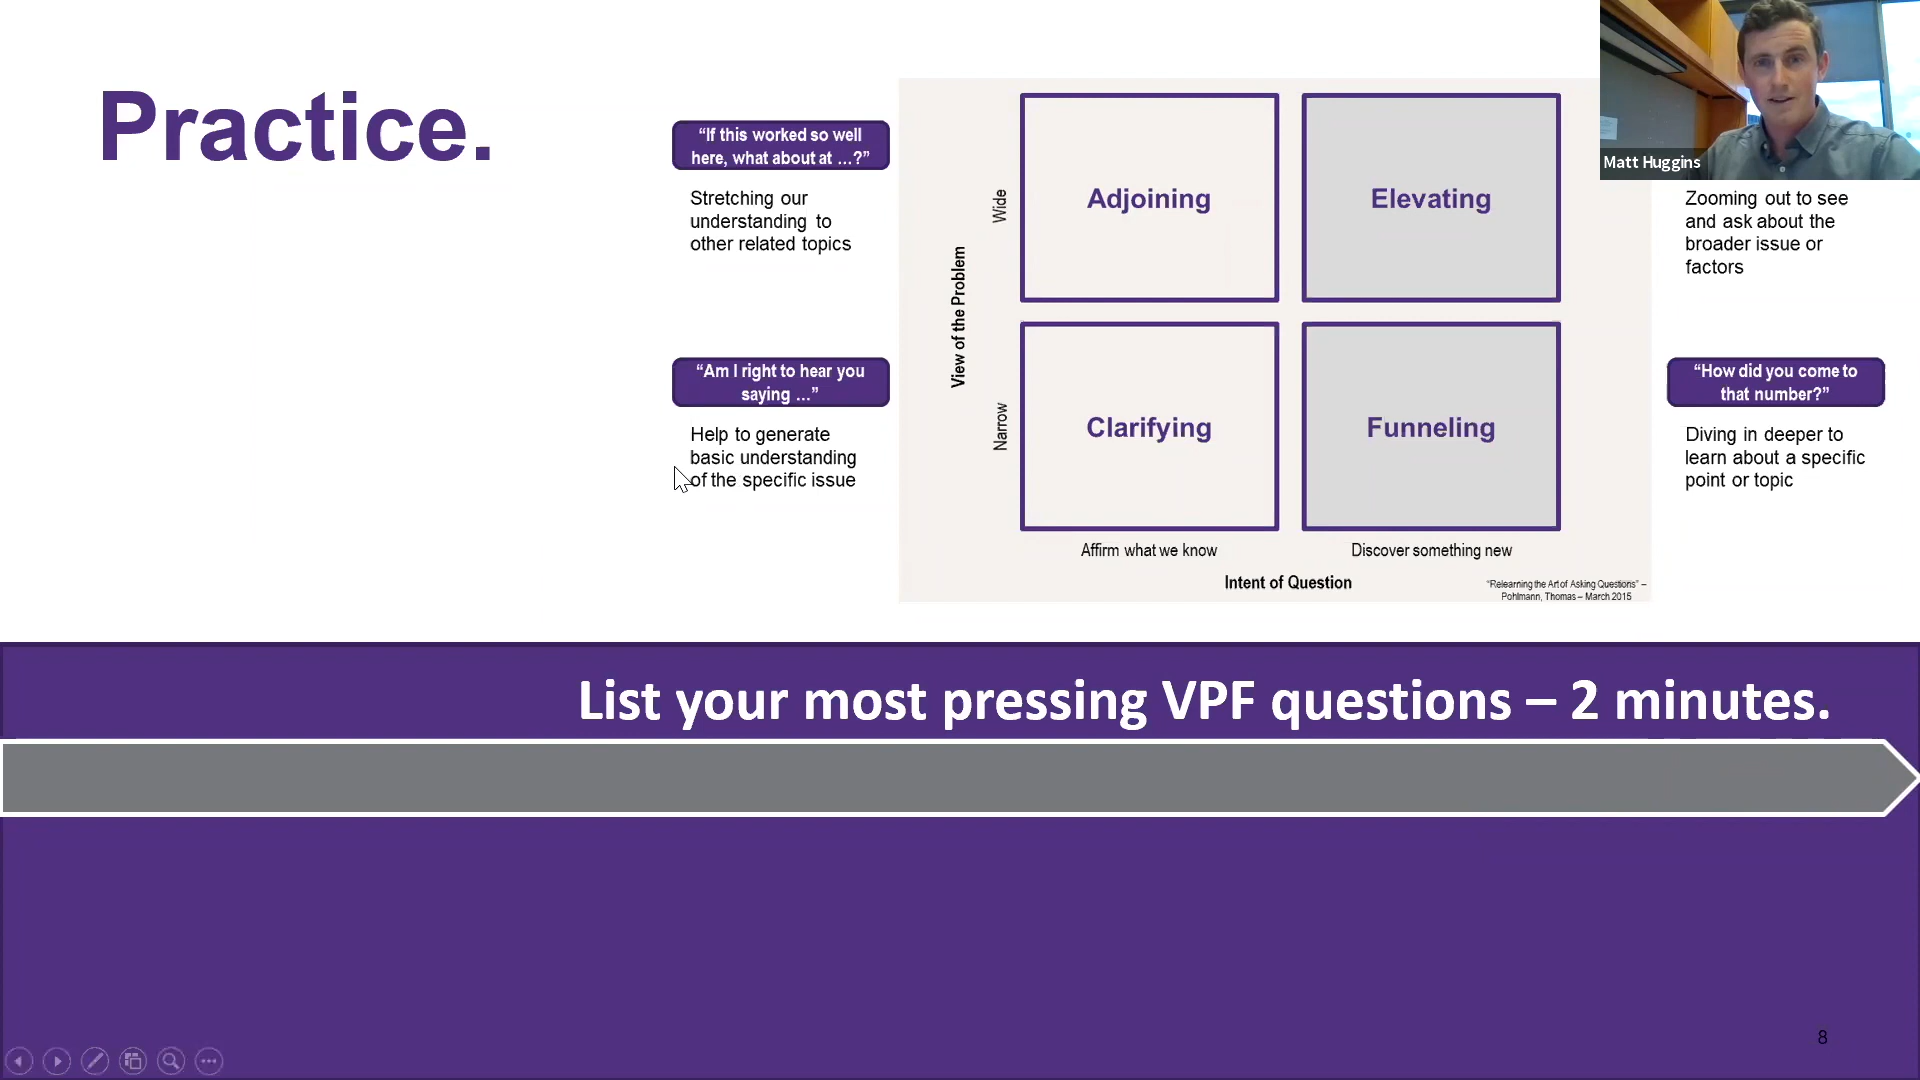 Practice.
“If this worked so well
here, what about at ...?”
Stretching our
understanding to
other related topics
“Am I right to hear you
saying ...”
Help to generate
basic understanding
of the specific issue
View of the Problem
Wide
Narrow
Adjoining
Elevating
Clarifying
Funneling
Affirm what we know
Discover something new
Intent of Question
“Relearning the Art of Asking Questions” –
Pohlmann, Thomas – March 2015
Matt Huggins
Zooming out to see
and ask about the
broader issue or
factors
“How did you come to
that number?”
Diving in deeper to
learn about a specific
point or topic
List your most pressing VPF questions – 2 minutes.
8